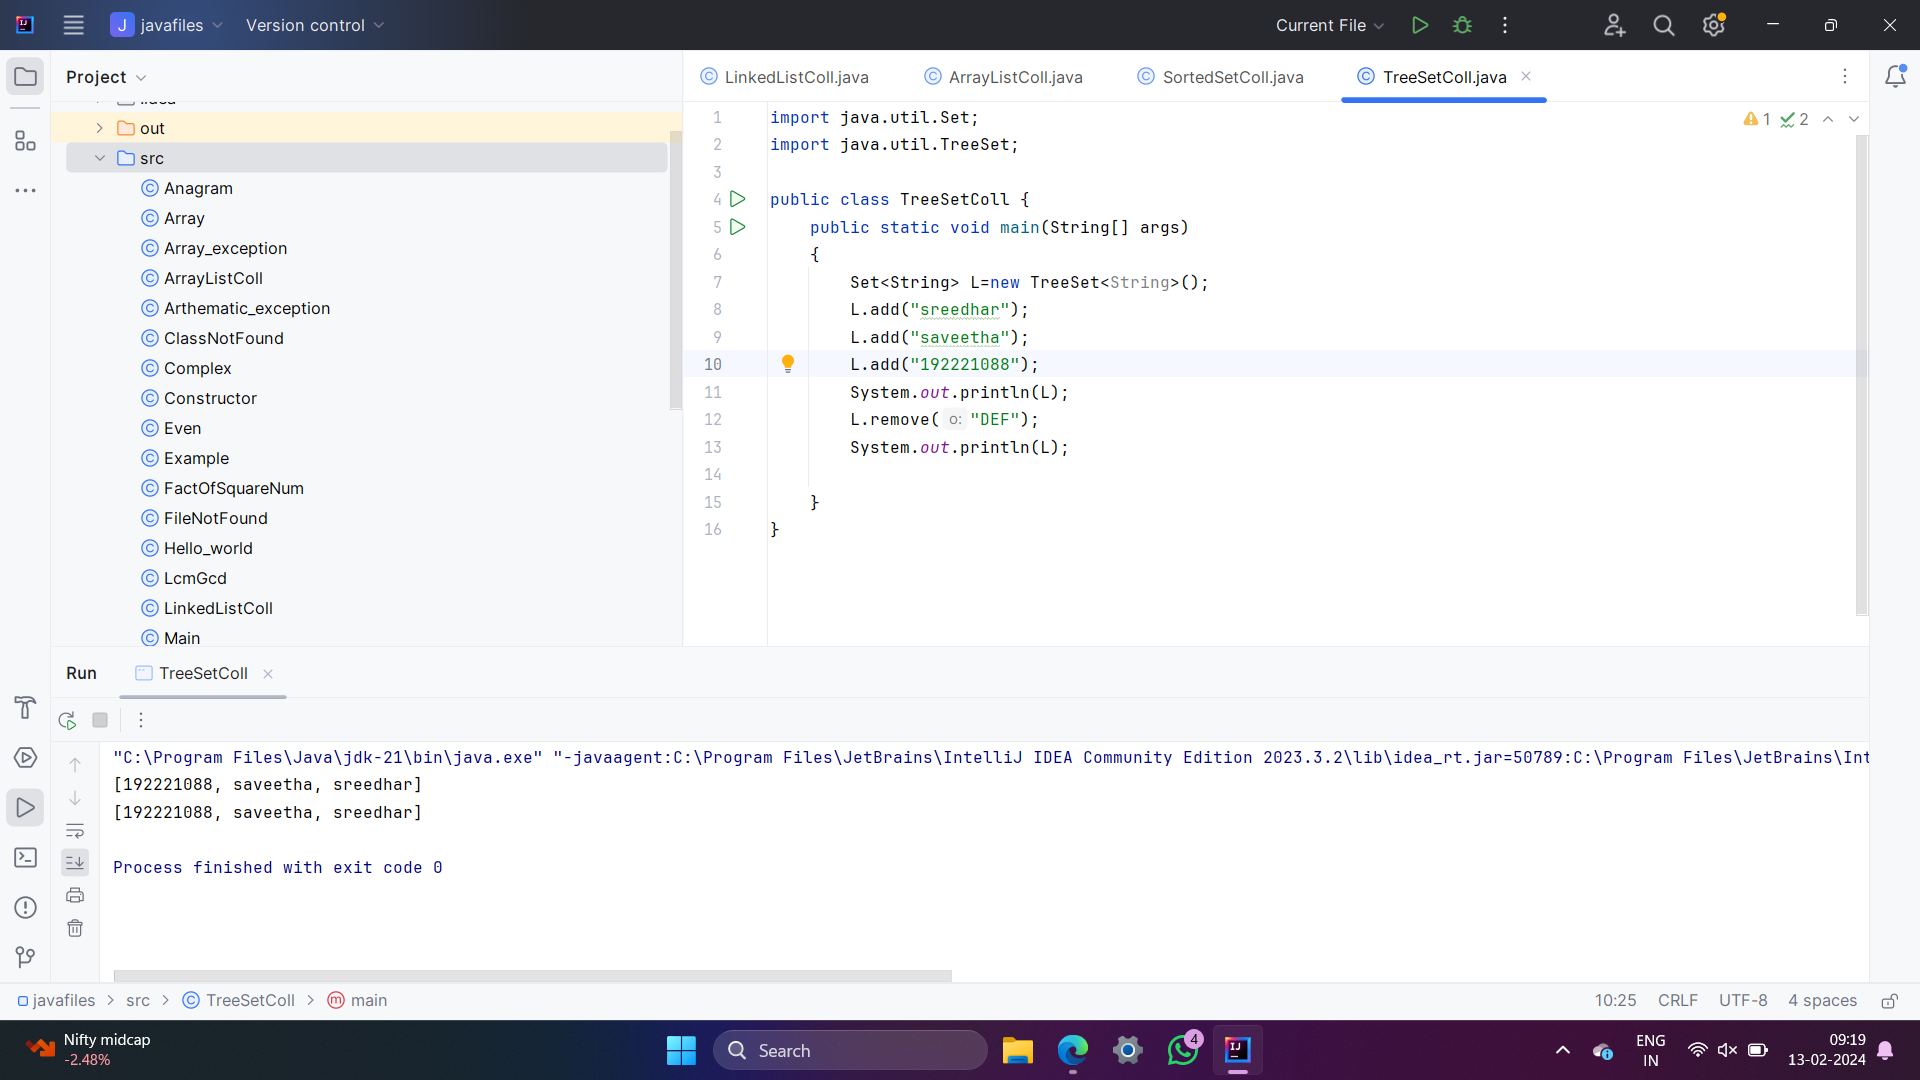 J javafiles Version control Current File
Project
LinkedListColl.java ArrayListColl.java SortedSetColl.java TreeSetColl.java
out
src
Anagram
Array
Array_exception
ArrayListColl
Arthematic_exception
ClassNotFound
Complex
Constructor
Even
Example
FactOfSquareNum
FileNotFound
Hello_world
LcmGcd
LinkedListColl
Main
1 import java.util.Set;
2 import java.util.TreeSet;
3
4 public class TreeSetColl {
5 public static void main(String[] args)
6 {
7 Set<String> L=new TreeSet<String>();
8 L.add("sreedhar");
9 L.add("saveetha");
10 L.add("192221088");
11 System.out.println(L);
12 L.remove( o: "DEF");
13 System.out.println(L);
14
15 }
16 }
1 2
Run TreeSetColl
"C:\Program Files\Java\jdk-21\bin\java.exe" "-javaagent:C:\Program Files\JetBrains\IntelliJ IDEA Community Edition 2023.3.2\lib\idea_rt.jar=50789:C:\Program Files\JetBrains\Int
[192221088, saveetha, sreedhar]
[192221088, saveetha, sreedhar]
Process finished with exit code 0
javafiles > src > TreeSetColl > main 10:25 CRLF UTF-8 4 spaces
Nifty midcap
-2.48%
Search
4
ENG
IN
09:19
13-02-2024